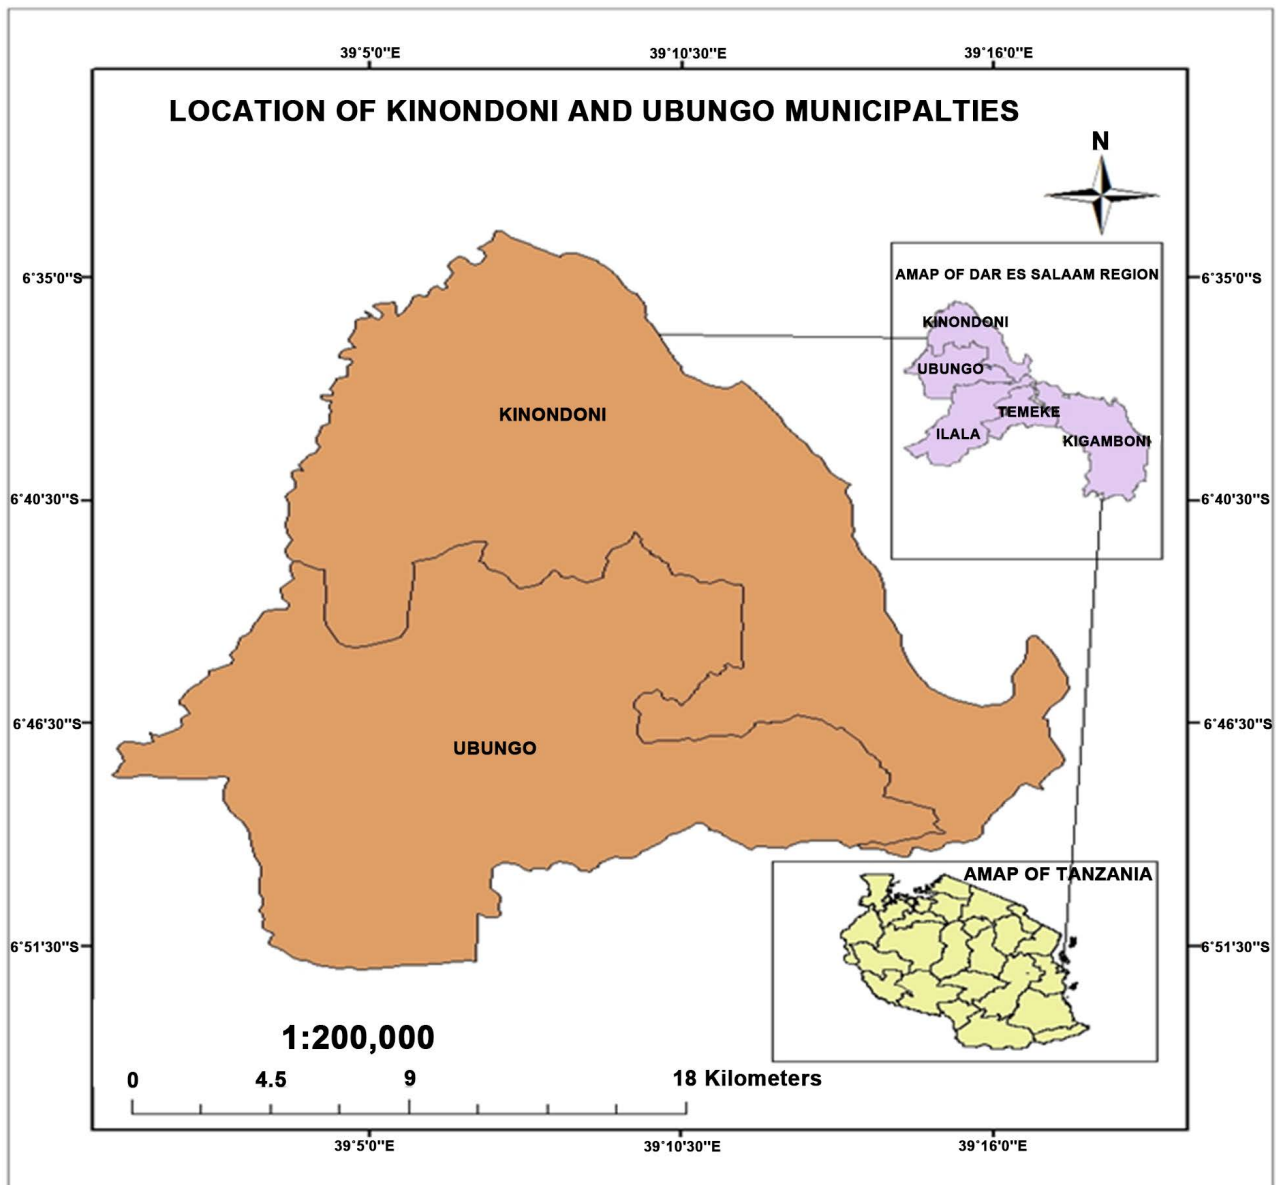 39°5'0"E 39°10'30"E 39°16'0"E
LOCATION OF KINONDONI AND UBUNGO MUNICIPALTIES
N
AMAP OF DAR ES SALAAM REGION
6°35'0"S 6°35'0"S
KINONDONI
UBUNGO
TEMEKE
ILALA
KIGAMBONI
KINONDONI
6°40'30"S 6°40'30"S
6°46'30"S 6°46'30"S
UBUNGO
AMAP OF TANZANIA
6°51'30"S 6°51'30"S
1:200,000
0 4.5 9 18 Kilometers
39°5'0"E 39°10'30"E 39°16'0"E